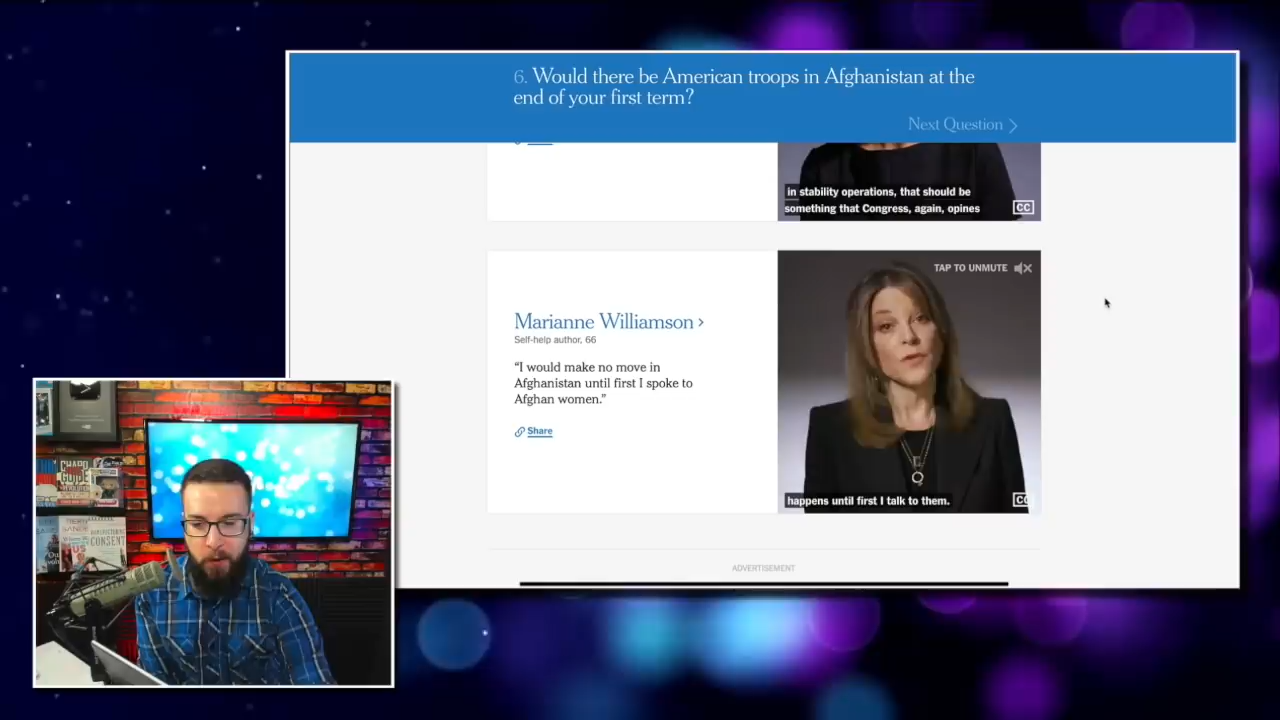 6. Would there be American troops in Afghanistan at the
end of your first term?
Next Question
in stability operations, that should be
something that Congress, again, opines
CC
TAP TO UNMUTE
Marianne Williamson ›
Self-help author, 66
“I would make no move in
Afghanistan until first I spoke to
Afghan women.”
Share
happens until first I talk to them.
CC
ADVERTISEMENT
CHAPO
GUIDE
CONSENT